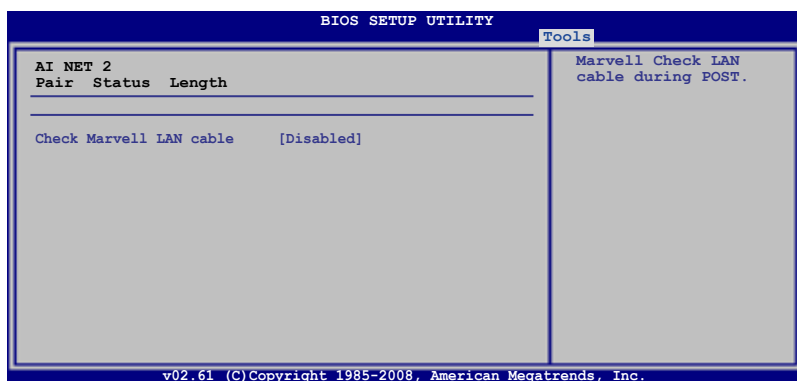 BIOS SETUP UTILITY
Tools
AI NET 2
Pair Status Length
Check Marvell LAN cable [Disabled]
Marvell Check LAN
cable during POST.
v02.61 (C)Copyright 1985-2008, American Megatrends, Inc.